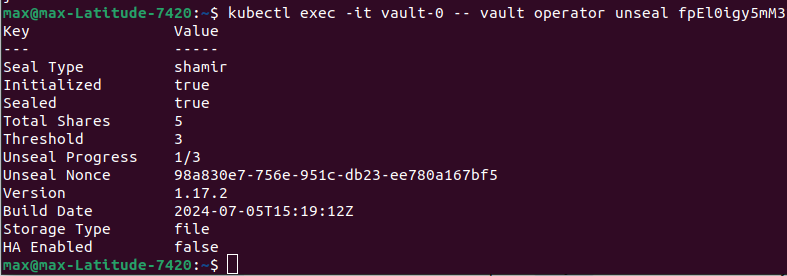 max@max-Latitude-7420:~$ kubectl exec -it vault-0 -- vault operator unseal fpEl0igy5mM3
Key Value
--- -----
Seal Type shamir
Initialized true
Sealed true
Total Shares 5
Threshold 3
Unseal Progress 1/3
Unseal Nonce 98a830e7-756e-951c-db23-ee780a167bf5
Version 1.17.2
Build Date 2024-07-05T15:19:12Z
Storage Type file
HA Enabled false
max@max-Latitude-7420:~$